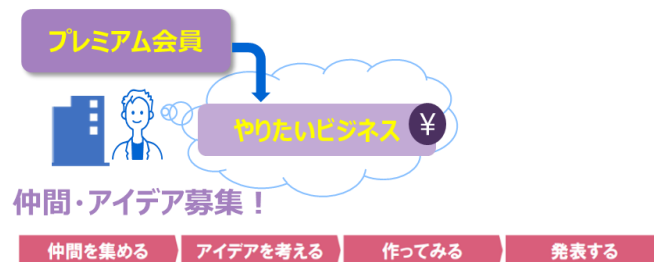 プレミアム会員
やりたいビジネス ¥
仲間・アイデア募集！
仲間を集める アイデアを考える 作ってみる 発表する